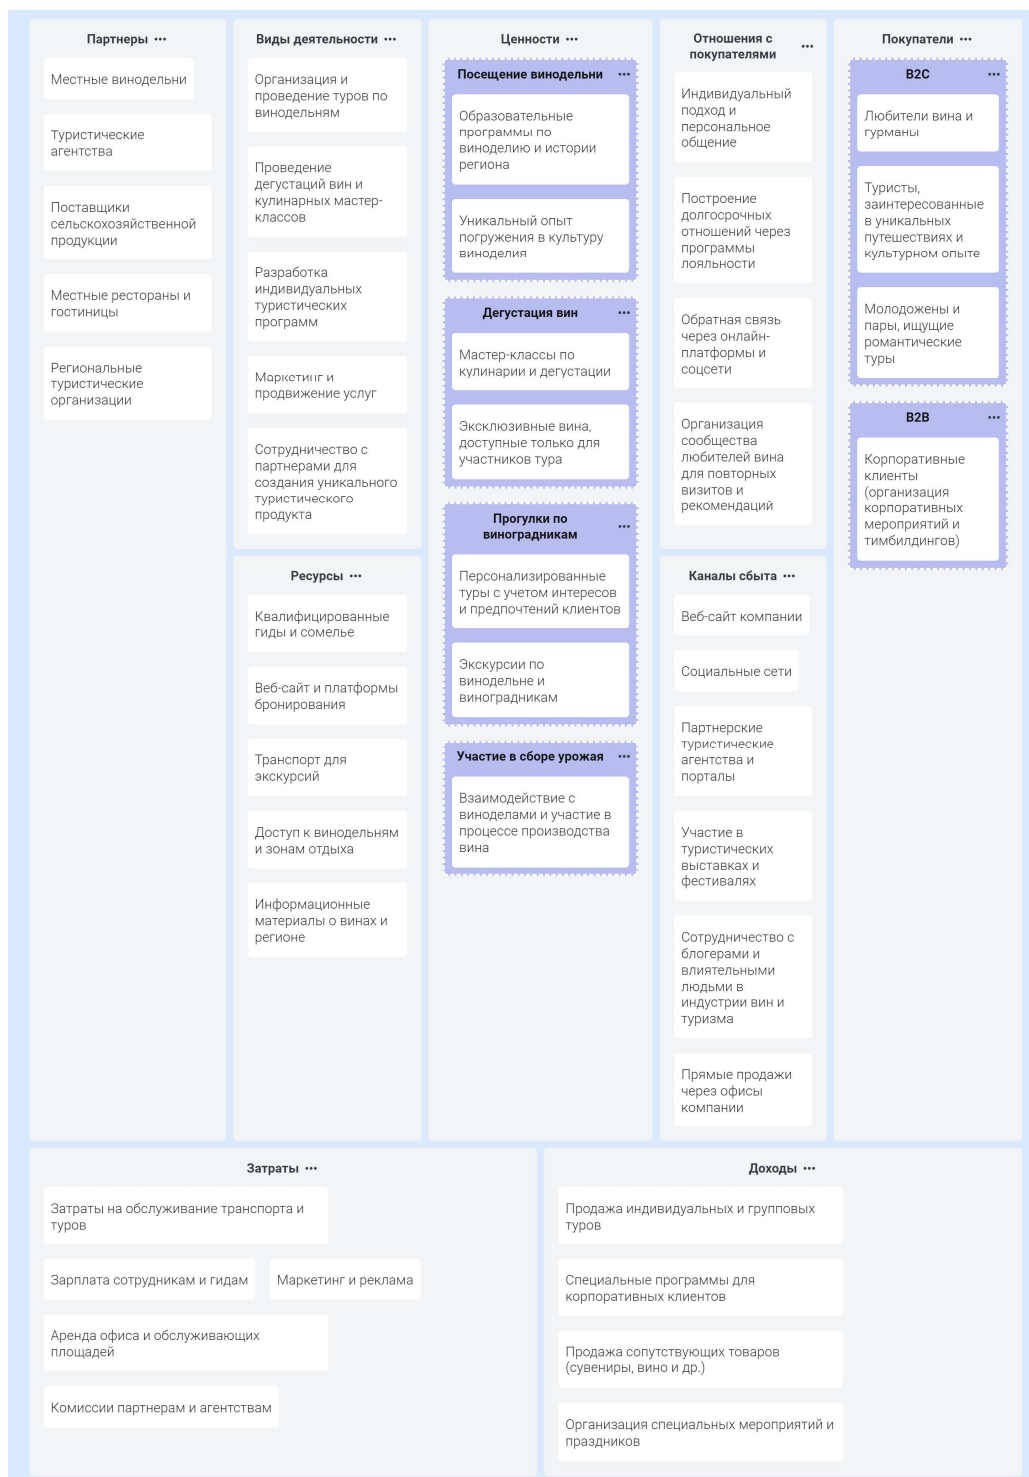 Партнеры •••
Местные винодельни
Туристические
агентства
Поставщики
сельскохозяйственной
продукции
Местные рестораны и
гостиницы
Региональные
туристические
организации
Виды деятельности •••
Организация и
проведение туров по
винодельням
Проведение
дегустаций вин и
кулинарных мастер-
классов
Разработка
индивидуальных
туристических
программ
Маркетинг и
продвижение услуг
Сотрудничество с
партнерами для
создания уникального
туристического
продукта
Ресурсы •••
Квалифицированные
гиды и сомелье
Веб-сайт и платформы
бронирования
Транспорт для
экскурсий
Доступ к винодельням
и зонам отдыха
Информационные
материалы о винах и
регионе
Ценности •••
Посещение винодельни •••
Образовательные
программы по
виноделию и истории
региона
Уникальный опыт
погружения в культуру
виноделия
Дегустация вин •••
Мастер-классы по
кулинарии и дегустации
Эксклюзивные вина,
доступные только для
участников тура
Прогулки по
виноградникам •••
Персонализированные
туры с учетом интересов
и предпочтений клиентов
Экскурсии по
винодельне и
виноградникам
Участие в сборе урожая •••
Взаимодействие с
виноделами и участие в
процессе производства
вина
Отношения с
покупателями •••
Индивидуальный
подход и
персональное
общение
Построение
долгосрочных
отношений через
программы
лояльности
Обратная связь
через онлайн-
платформы и
соцсети
Организация
сообщества
любителей вина
для повторных
визитов и
рекомендаций
Каналы сбыта •••
Веб-сайт компании
Социальные сети
Партнерские
туристические
агентства и
порталы
Участие в
туристических
выставках и
фестивалях
Сотрудничество с
блогерами и
влиятельными
людьми в
индустрии вин и
туризма
Прямые продажи
через офисы
компании
Покупатели •••
B2C •••
Любители вина и
гурманы
Туристы,
заинтересованные
в уникальных
путешествиях и
культурном опыте
Молодожены и
пары, ищущие
романтические
туры
B2B •••
Корпоративные
клиенты
(организация
корпоративных
мероприятий и
тимбилдингов)
Затраты •••
Затраты на обслуживание транспорта и
туров
Зарплата сотрудникам и гидам
Маркетинг и реклама
Аренда офиса и обслуживающих
площадей
Комиссии партнерам и агентствам
Доходы •••
Продажа индивидуальных и групповых
туров
Специальные программы для
корпоративных клиентов
Продажа сопутствующих товаров
(сувениры, вино и др.)
Организация специальных мероприятий и
праздников